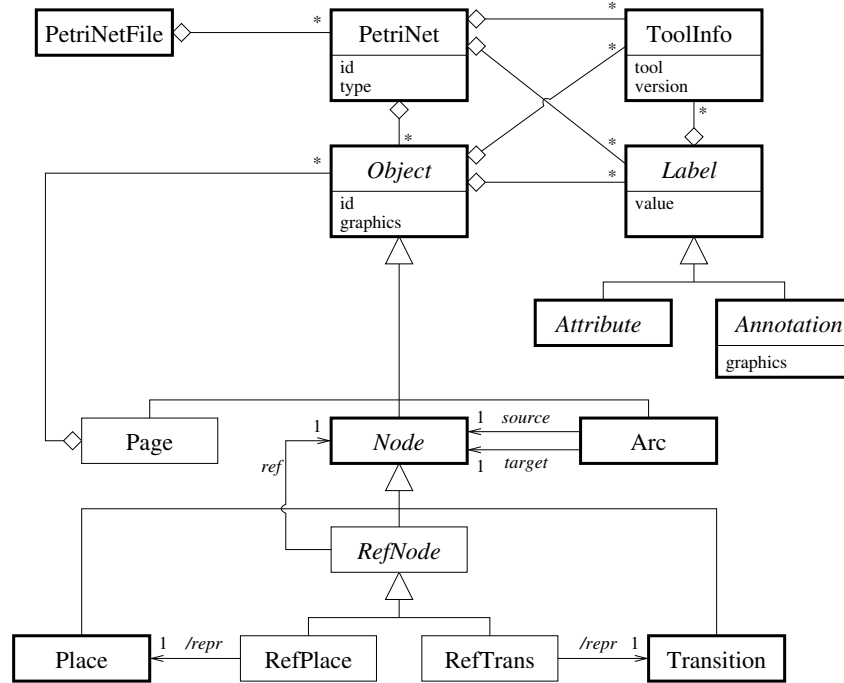 PetriNetFile
*
PetriNet
id
type
*
*
ToolInfo
tool
version
*
*
*
*
Object
id
graphics
*
*
Label
value
Attribute
Annotation
graphics
Page
1
Node
1
source
1
target
Arc
ref
RefNode
Place
1
/repr
RefPlace
RefTrans
/repr
1
Transition